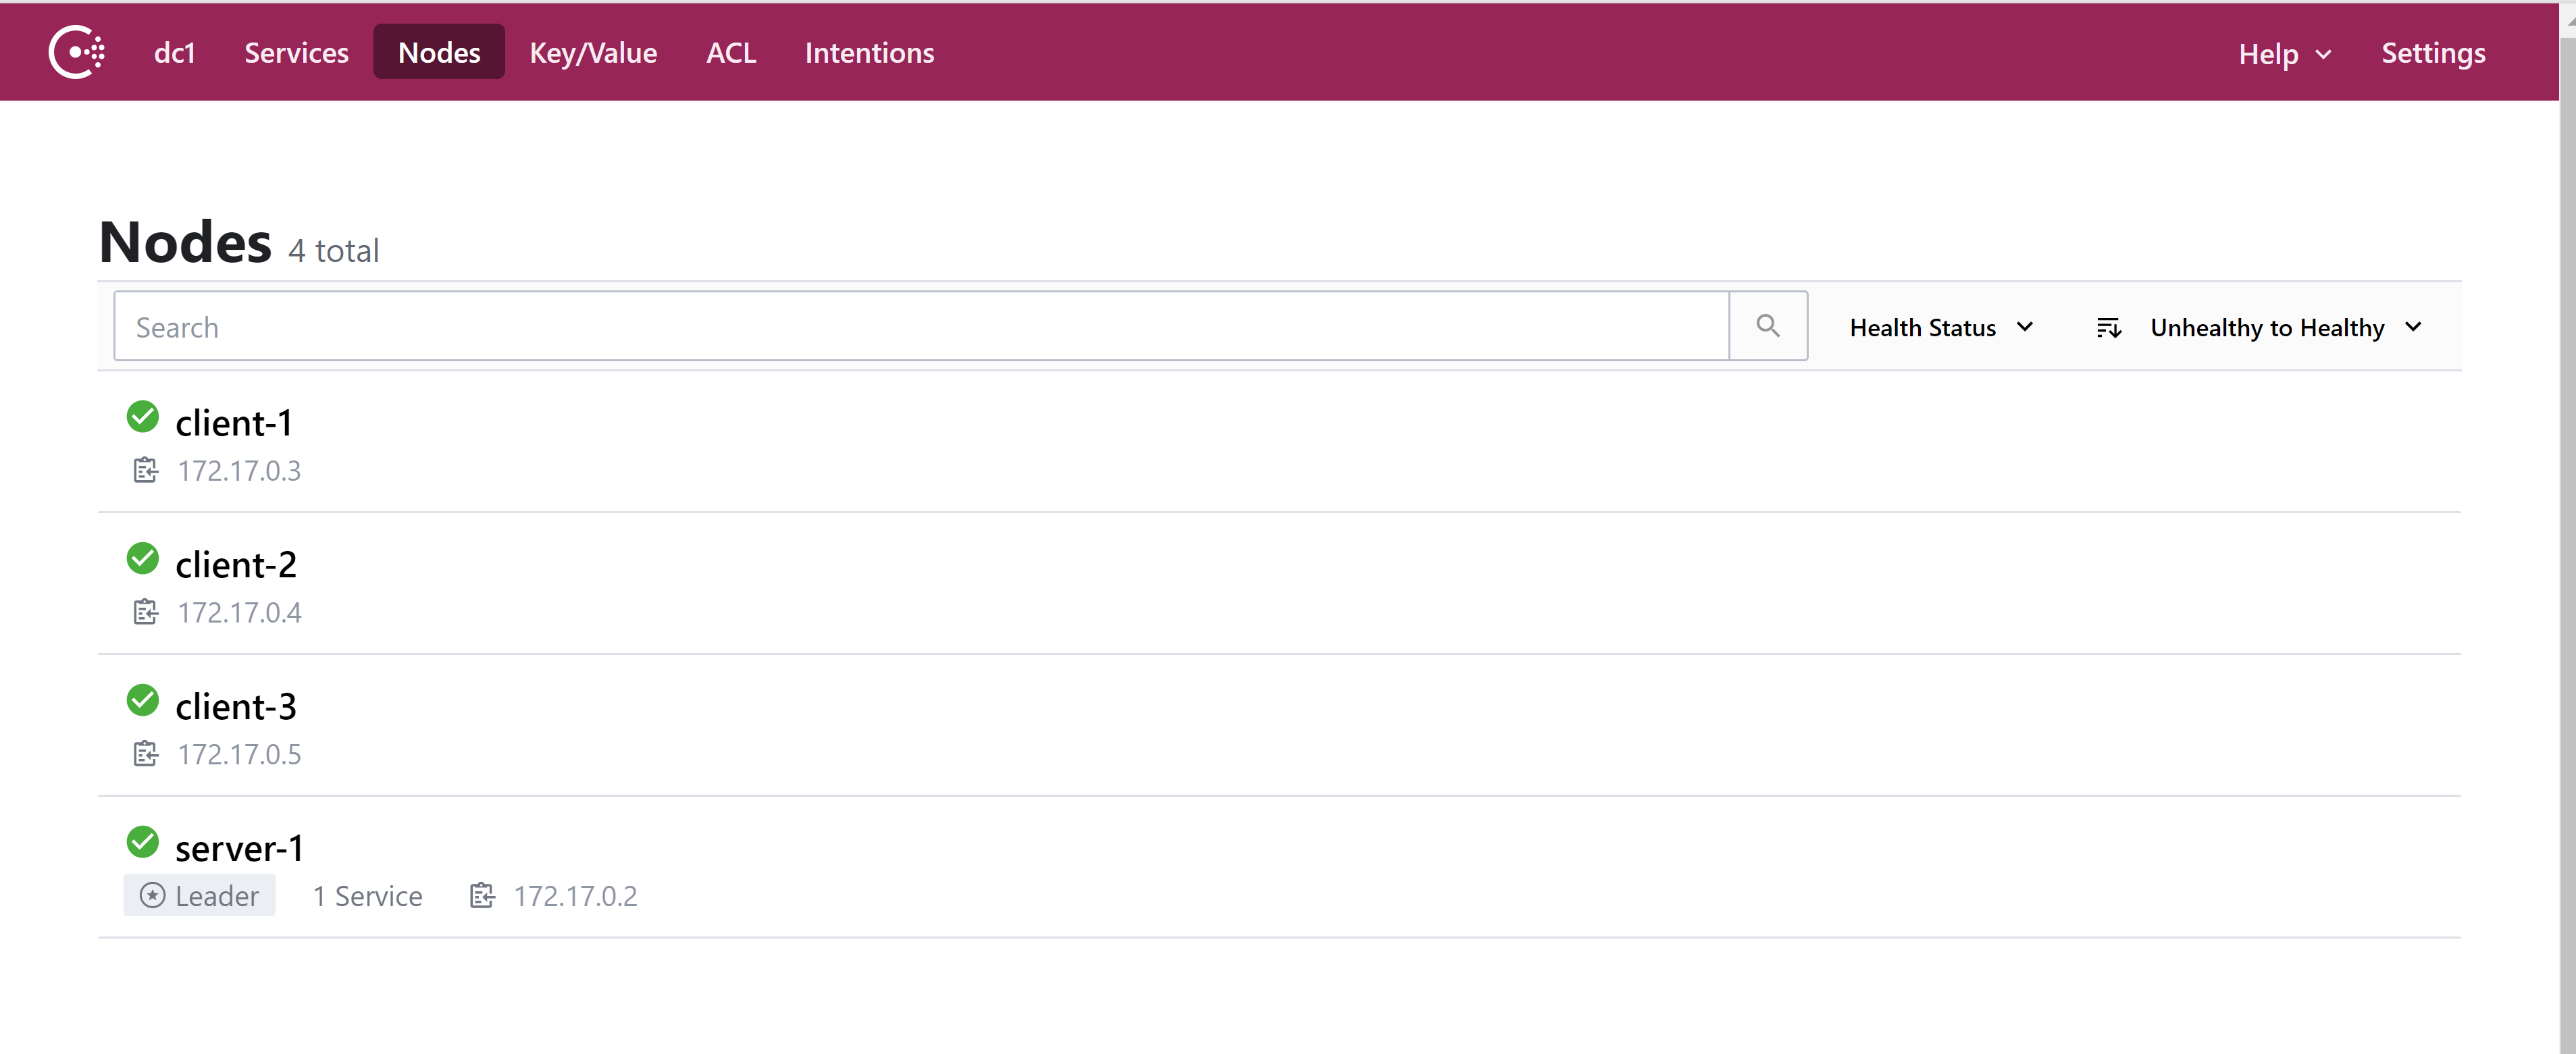 dc1 Services Nodes Key/Value ACL Intentions Help Settings
Nodes 4 total
Search Health Status Unhealthy to Healthy
client-1
172.17.0.3
client-2
172.17.0.4
client-3
172.17.0.5
server-1
Leader 1 Service 172.17.0.2